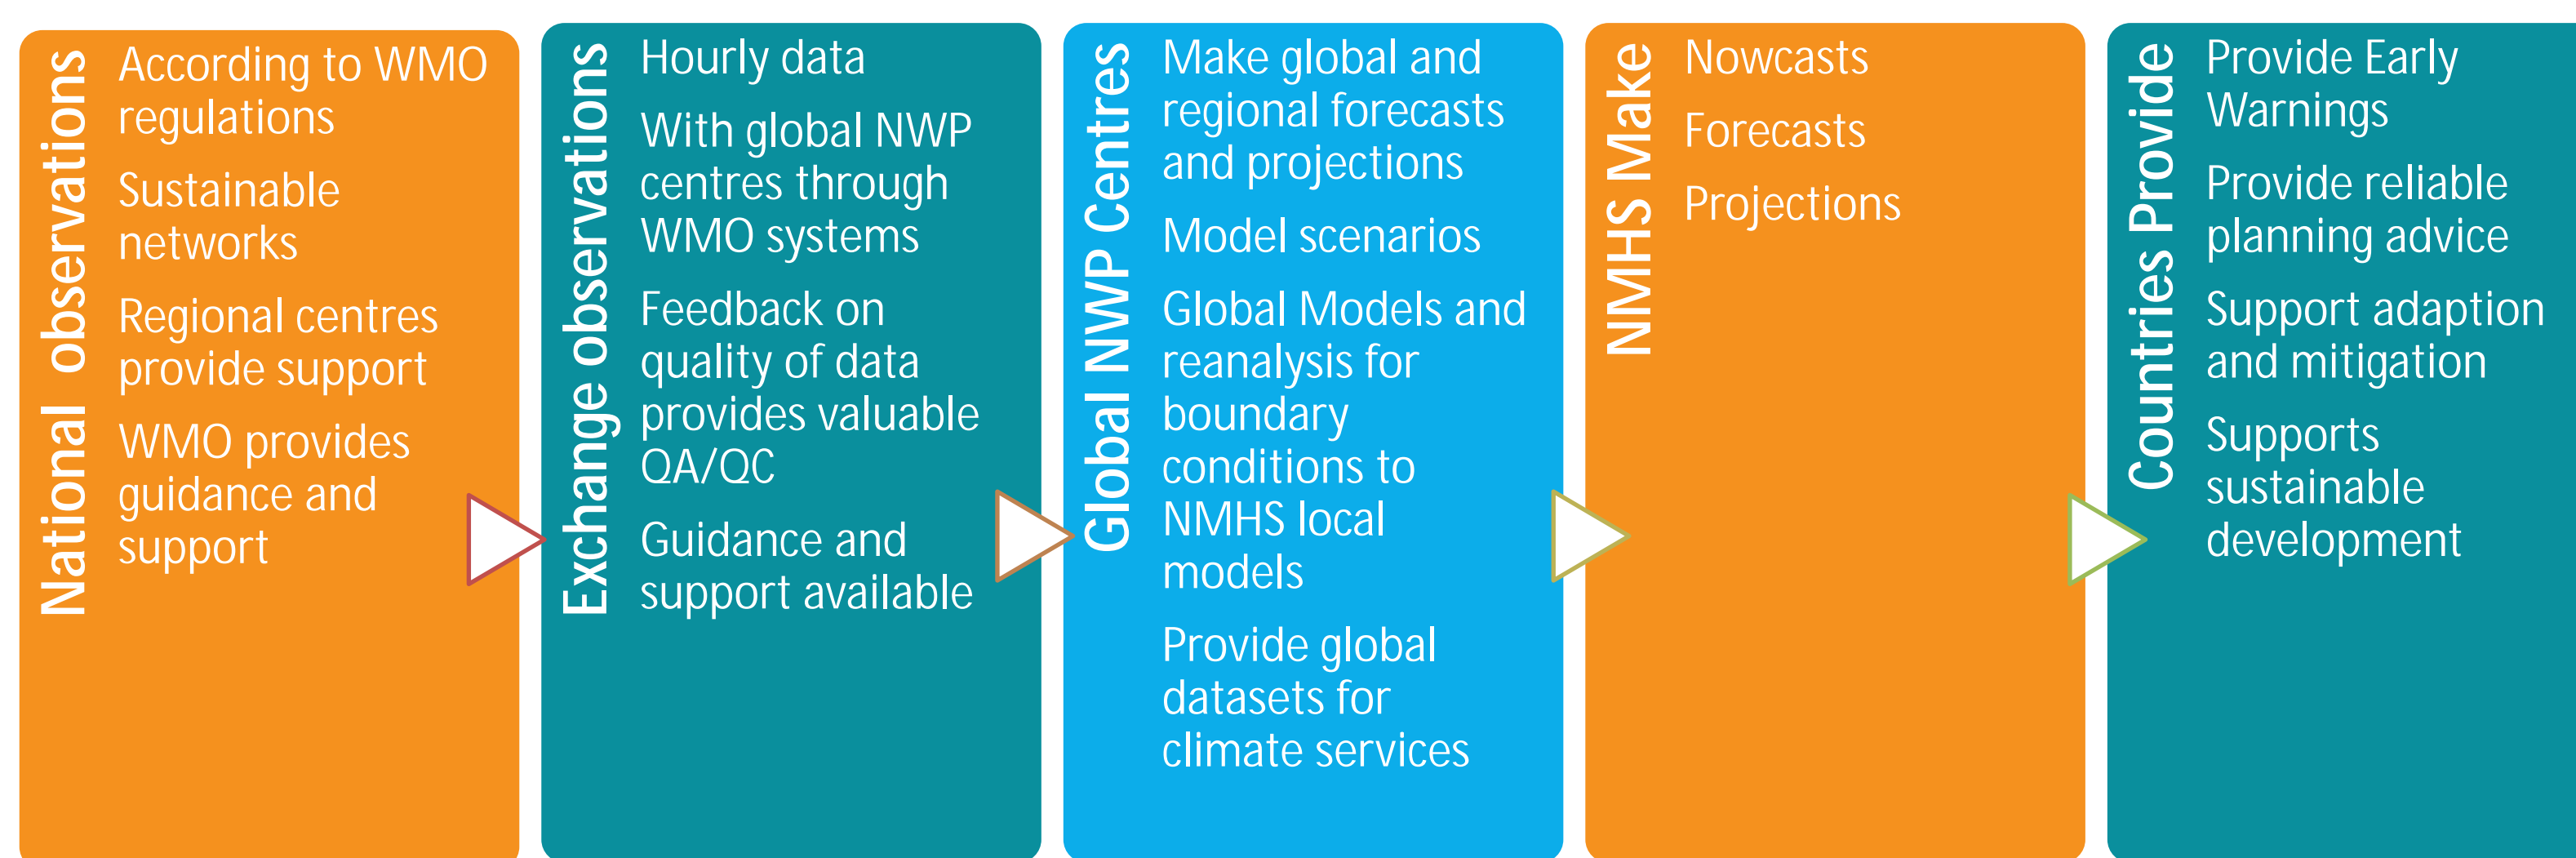 National observations
According to WMO
regulations
Sustainable
networks
Regional centres
provide support
WMO provides
guidance and
support
Exchange observations
Hourly data
With global NWP
centres through
WMO systems
Feedback on
quality of data
provides valuable
QA/QC
Guidance and
support available
Global NWP Centres
Make global and
regional forecasts
and projections
Model scenarios
Global Models and
reanalysis for
boundary
conditions to
NMHS local
models
Provide global
datasets for
climate services
NMHS Make
Nowcasts
Forecasts
Projections
Countries Provide
Provide Early
Warnings
Provide reliable
planning advice
Support adaption
and mitigation
Supports
sustainable
development